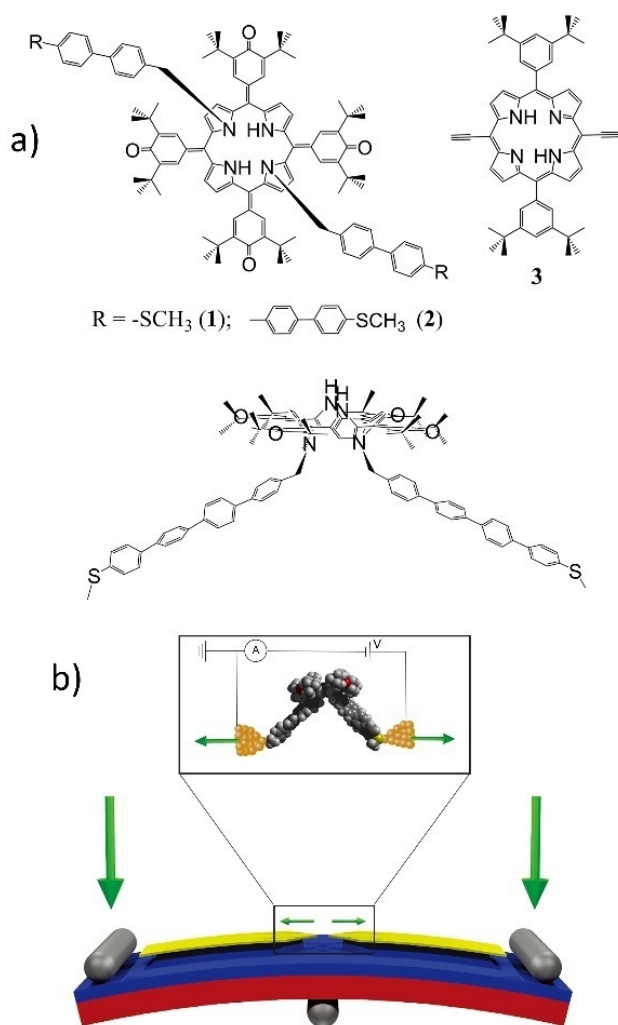 R
O
a)
N HN
O
O
NH N
O
R
NH N
N HN
3
R = -SCH₃ (1); SCH₃ (2)
H
H
N N
O O
O O
N N
S
S
b)
A
V